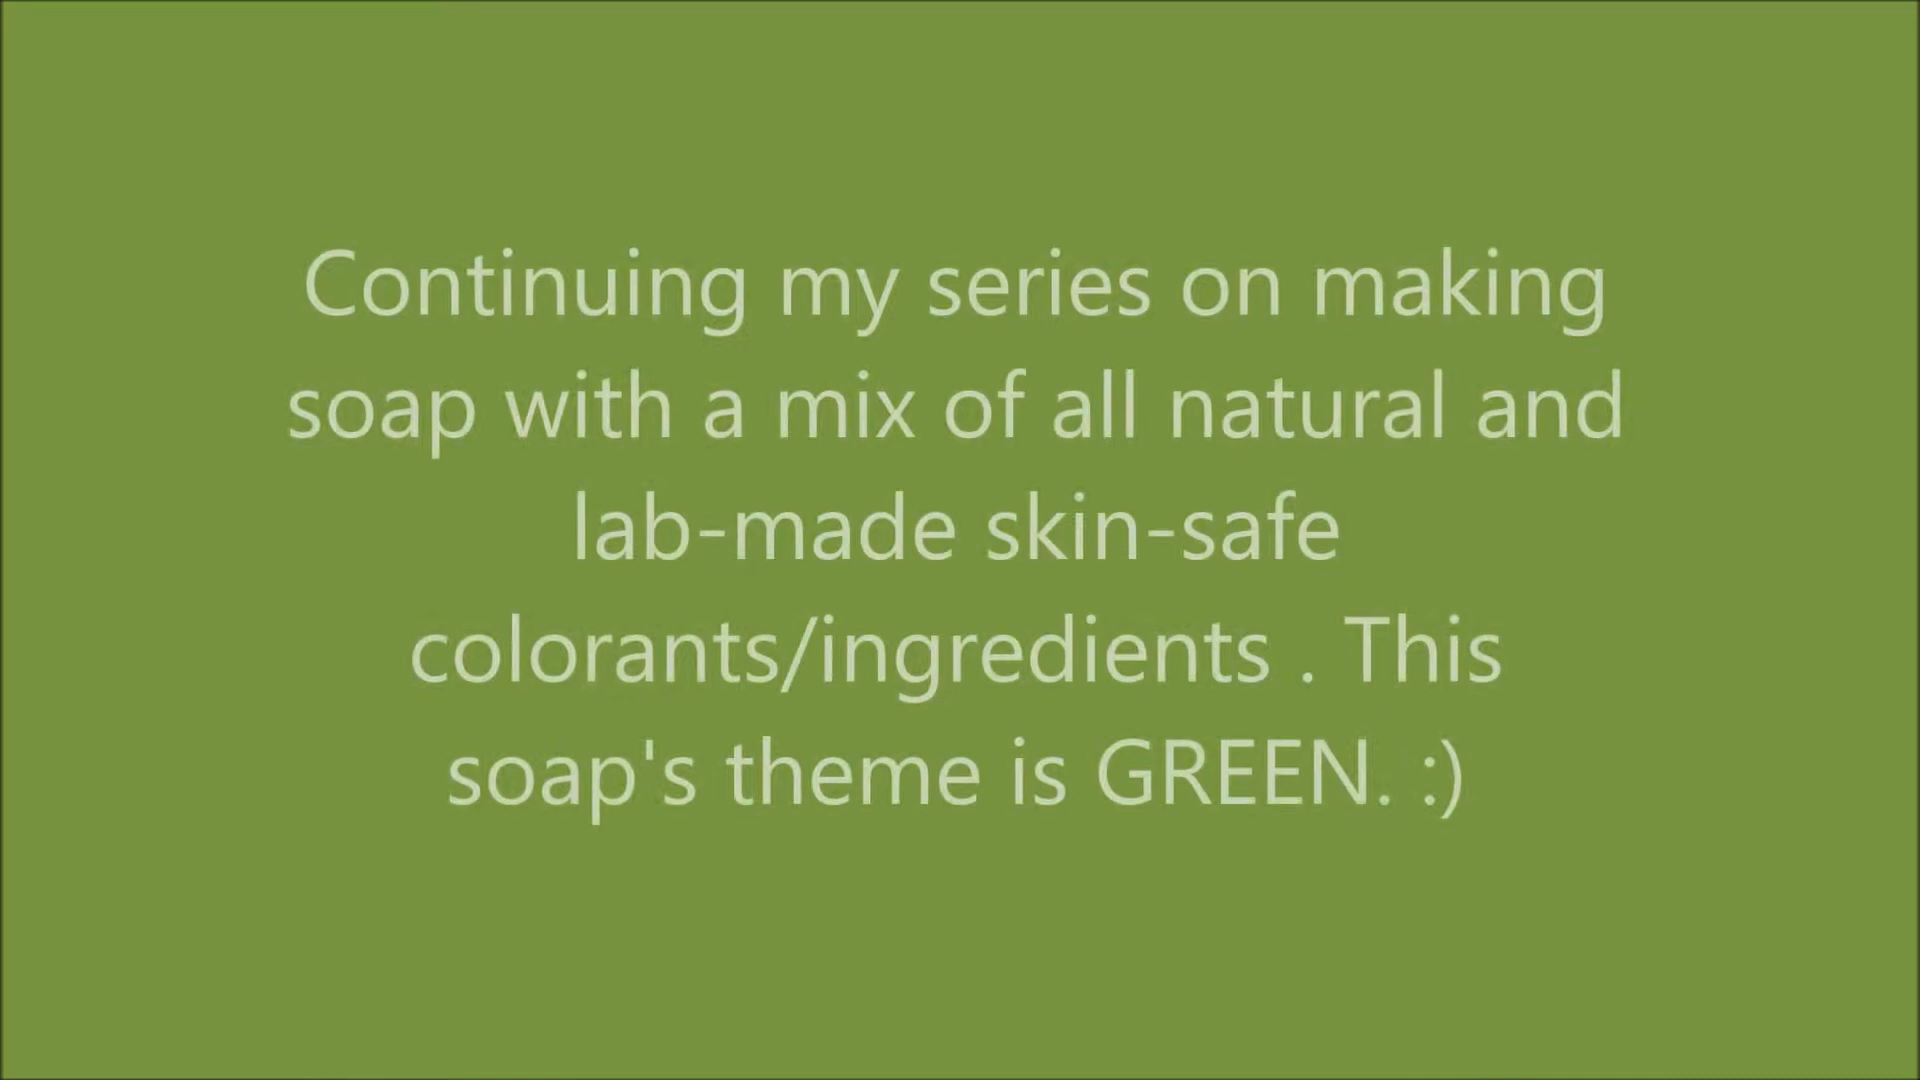 Continuing my series on making
soap with a mix of all natural and
lab-made skin-safe
colorants/ingredients . This
soap's theme is GREEN. :)